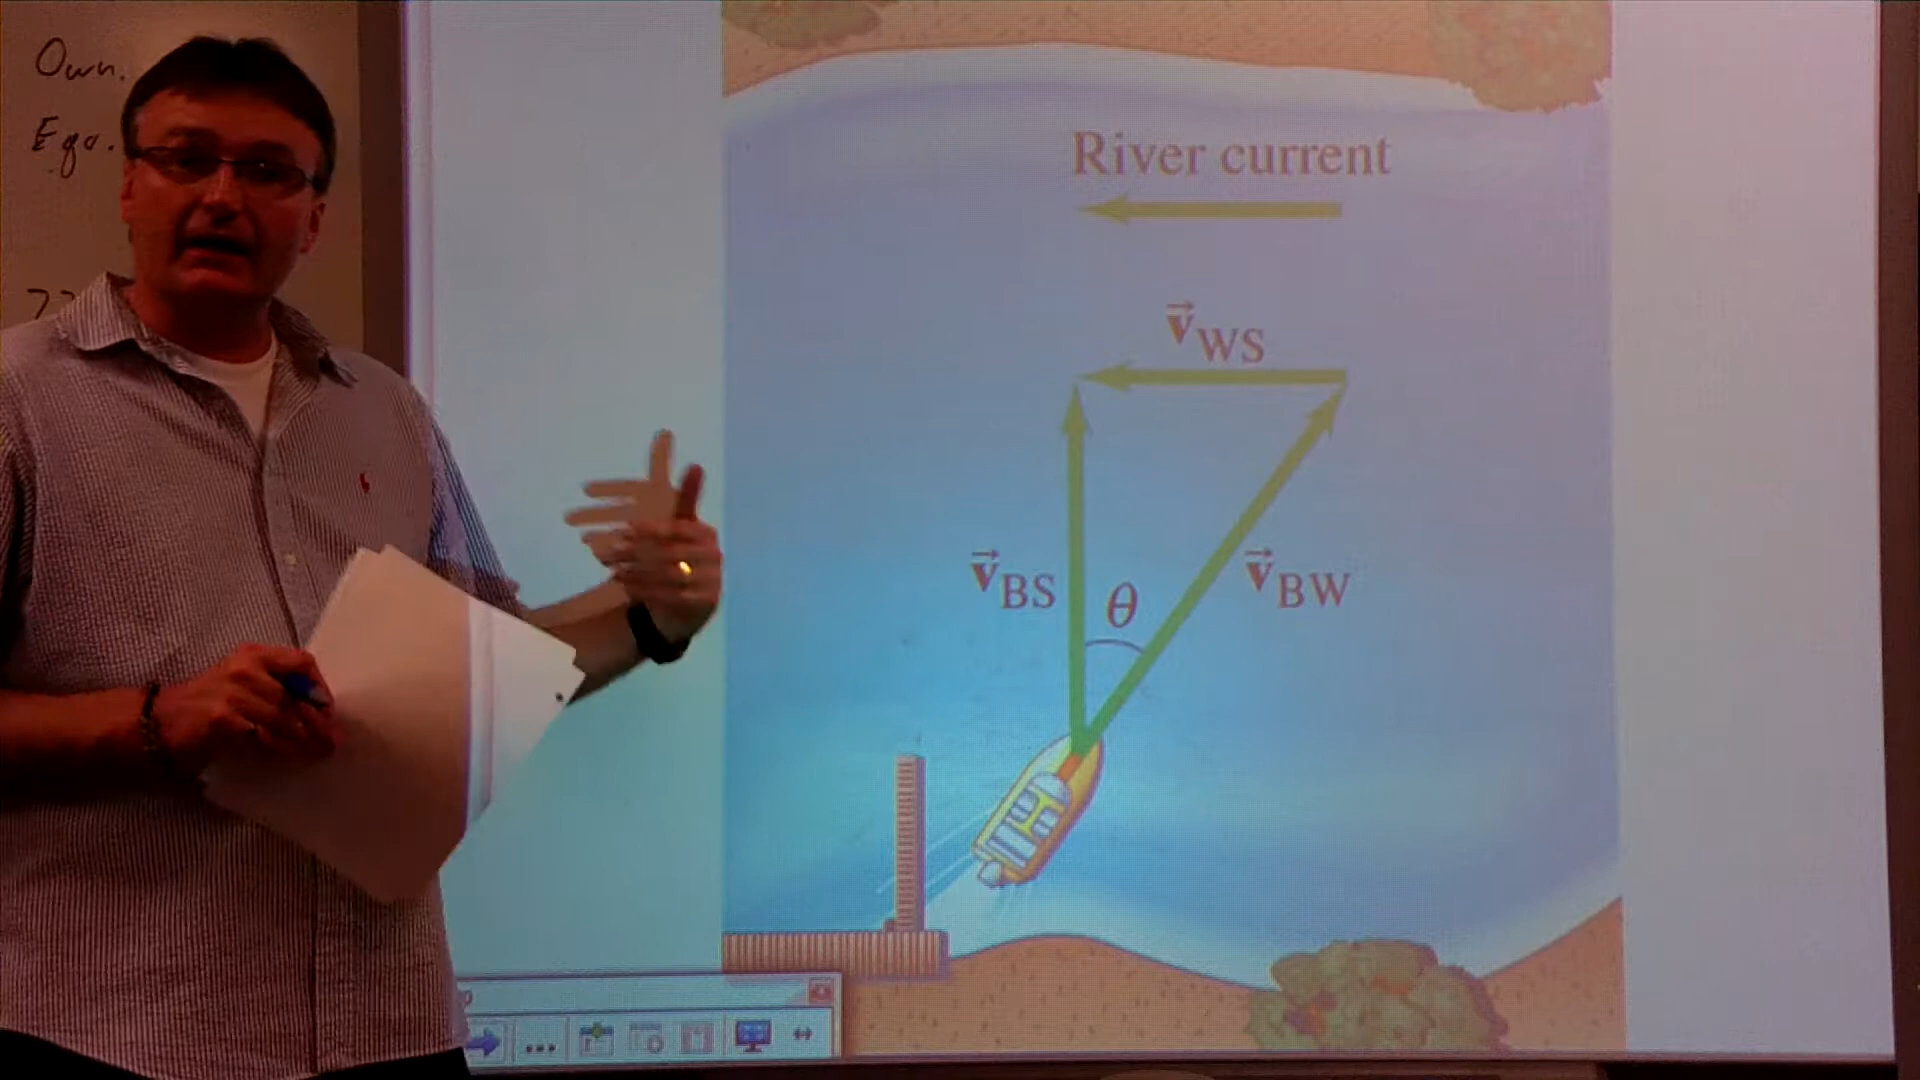 Own.
Eqa.
River current
v⃗WS
v⃗BS
θ
v⃗BW